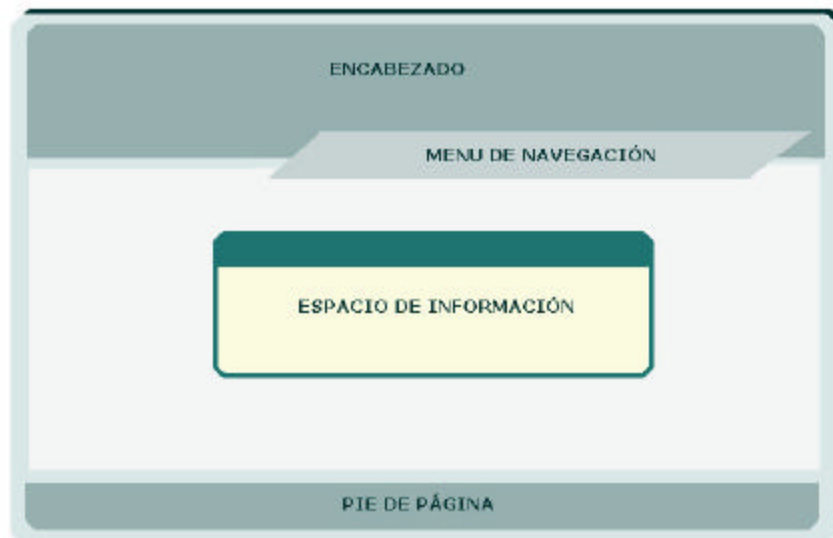 ENCABEZADO
MENU DE NAVEGACIÓN
ESPACIO DE INFORMACIÓN
PIE DE PÁGINA